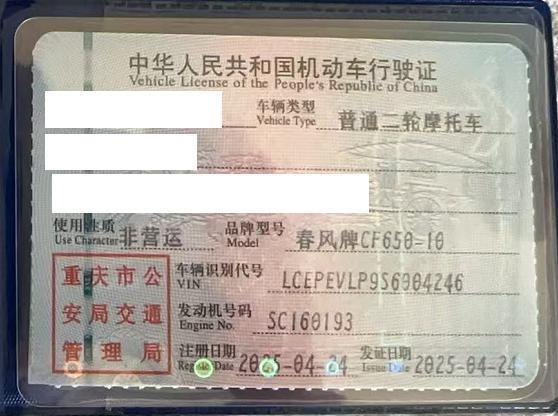 中华人民共和国机动车行驶证
Vehicle License of the People's Republic of China
车辆类型
Vehicle Type 普通二轮摩托车
使用性质
Use Character 非营运
品牌型号
Model 春风牌CF650-10
重庆市公
安局交通
管理局
车辆识别代号
VIN LCEPEVLP9S6904246
发动机号码
Engine No. SC160193
注册日期
Register Date 2025-04-24
发证日期
Issue Date 2025-04-24